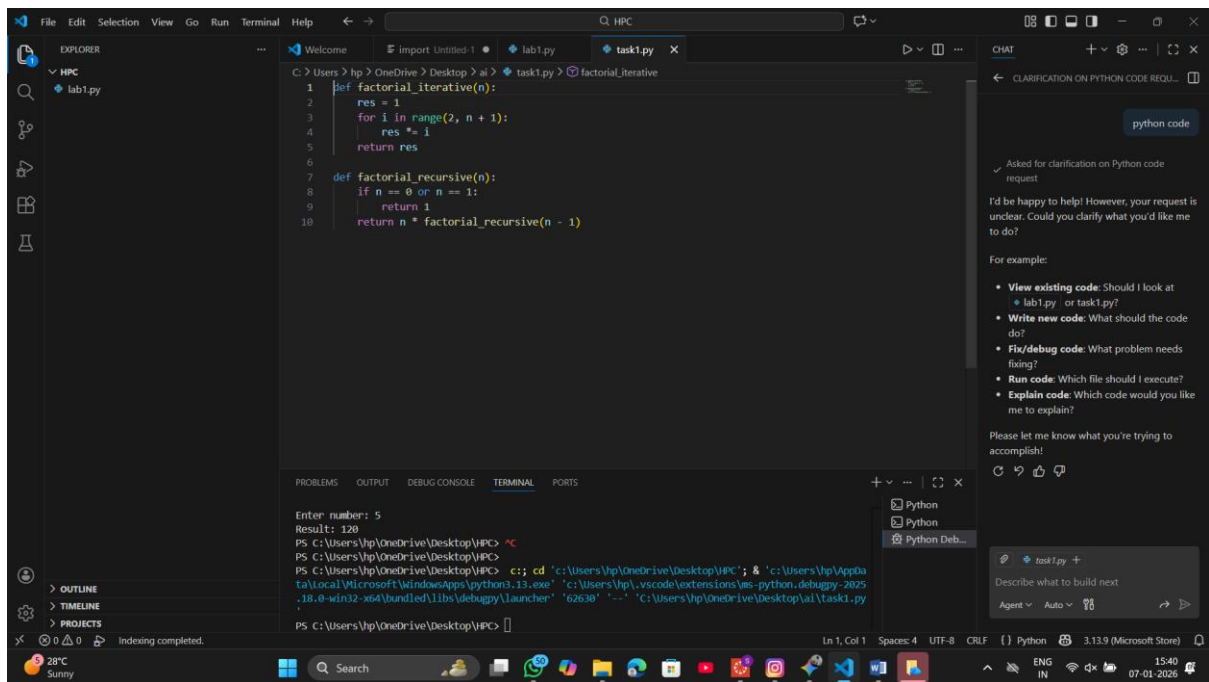 File Edit Selection View Go Run Terminal Help
HPC
EXPLORER
HPC
lab1.py
OUTLINE
TIMELINE
PROJECTS
Welcome
import Untitled-1
lab1.py
task1.py
C: > Users > hp > OneDrive > Desktop > ai > task1.py > factorial_iterative
1 def factorial_iterative(n):
2 res = 1
3 for i in range(2, n + 1):
4 res *= i
5 return res
6
7 def factorial_recursive(n):
8 if n == 0 or n == 1:
9 return 1
10 return n * factorial_recursive(n - 1)
PROBLEMS OUTPUT DEBUG CONSOLE TERMINAL PORTS
Enter number: 5
Result: 120
PS C:\Users\hp\OneDrive\Desktop\HPC> ^C
PS C:\Users\hp\OneDrive\Desktop\HPC>
PS C:\Users\hp\OneDrive\Desktop\HPC> c:; cd 'c:\Users\hp\OneDrive\Desktop\HPC'; & 'c:\Users\hp\AppDa
ta\Local\Microsoft\WindowsApps\python3.13.exe' 'c:\Users\hp\.vscode\extensions\ms-python.debugpy-2025
.18.0-win32-x64\bundled\libs\debugpy\launcher' '62630' '--' 'C:\Users\hp\OneDrive\Desktop\ai\task1.py
'
PS C:\Users\hp\OneDrive\Desktop\HPC>
Python
Python
Python Deb...
CHAT
CLARIFICATION ON PYTHON CODE REQU...
python code
Asked for clarification on Python code
request
I'd be happy to help! However, your request is
unclear. Could you clarify what you'd like me
to do?
For example:
• View existing code: Should I look at
lab1.py or task1.py?
• Write new code: What should the code
do?
• Fix/debug code: What problem needs
fixing?
• Run code: Which file should I execute?
• Explain code: Which code would you like
me to explain?
Please let me know what you're trying to
accomplish!
task1.py
Describe what to build next
Agent Auto
0 0 Indexing completed.
Ln 1, Col 1 Spaces: 4 UTF-8 CRLF {} Python 3.13.9 (Microsoft Store)
1
5
28°C
Sunny
Search
50
5
ENG
IN
15:40
07-01-2026